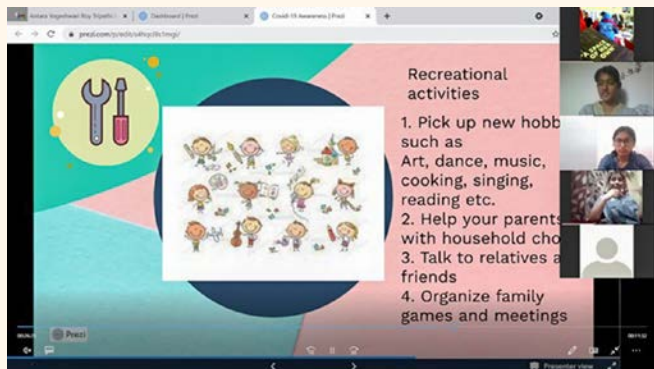 Dashboard | Prezi
Covid-19 Awareness | Prezi
Recreational
activities
1. Pick up new hobb
such as
Art, dance, music,
cooking, singing,
reading etc.
2. Help your parents
with household cho
3. Talk to relatives a
friends
4. Organize family
games and meetings
Prezi
Presenter view